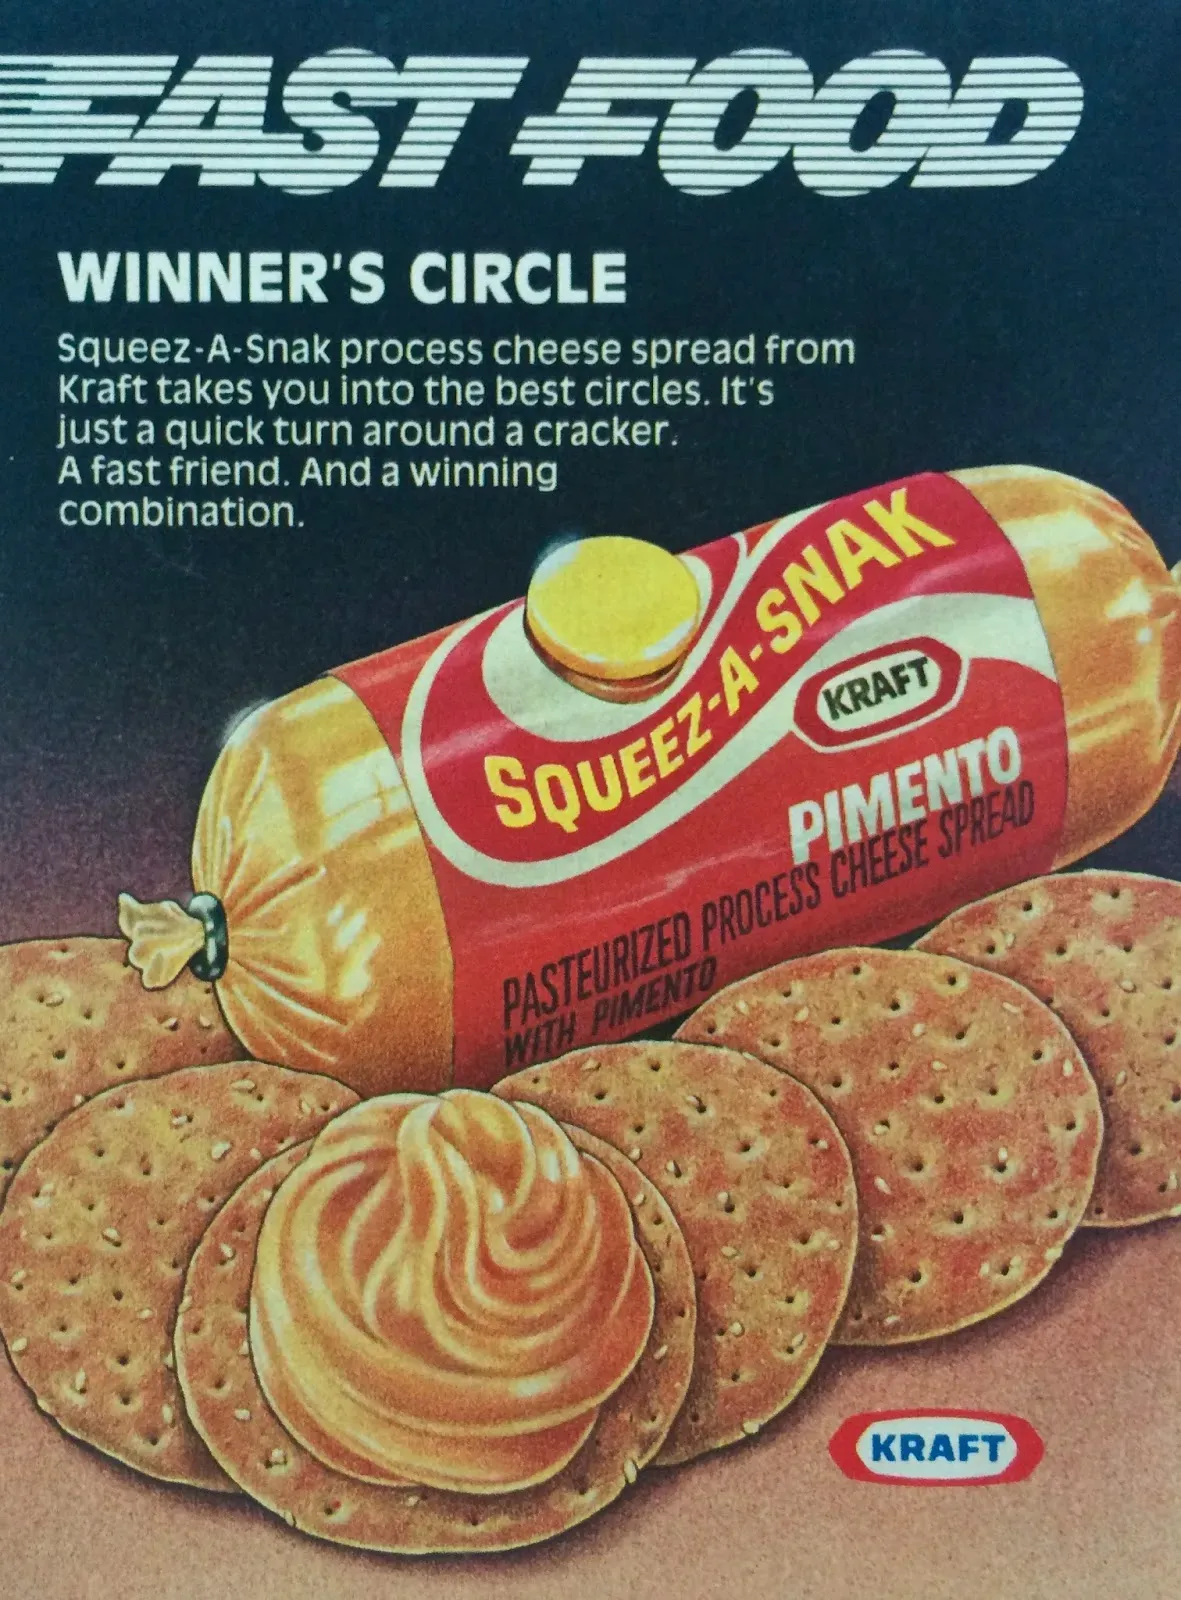 FAST FOOD
WINNER'S CIRCLE
Squeez-A-Snak process cheese spread from
Kraft takes you into the best circles. It's
just a quick turn around a cracker.
A fast friend. And a winning
combination.
SQUEEZ-A-SNAK
KRAFT
PIMENTO
PASTEURIZED PROCESS CHEESE SPREAD
WITH PIMENTO
KRAFT